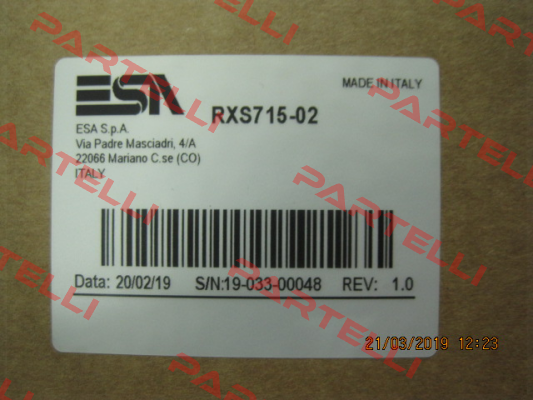 ESA
RXS715-02
MADE IN ITALY
ESA S.p.A.
Via Padre Masciadri, 4/A
22066 Mariano C.se (CO)
ITALY
Data: 20/02/19 S/N:19-033-00048 REV: 1.0
21/03/2019 12:23
PARTELLI
PARTELLI
PARTELLI
PARTELLI
PARTELLI
PARTELLI